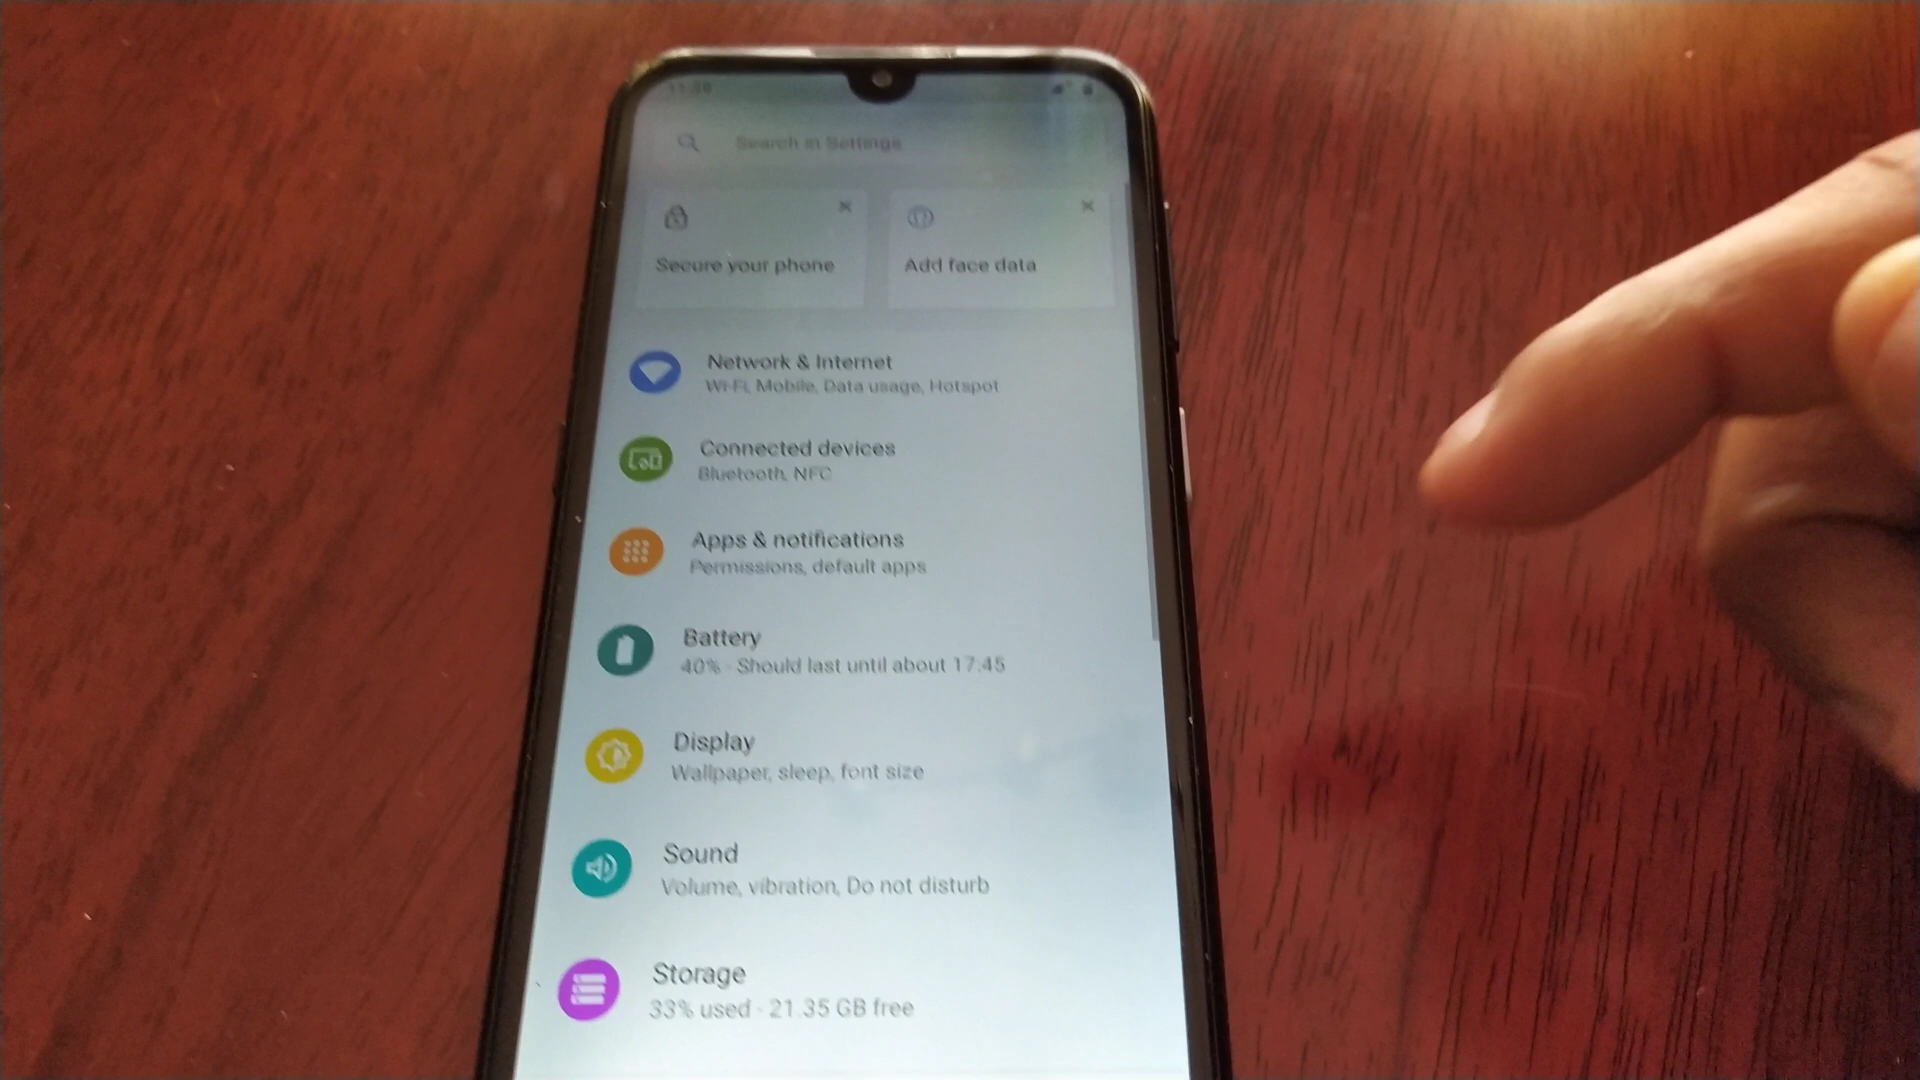 Search in Settings
Secure your phone
Add face data
Network & Internet
Wi-Fi, Mobile, Data usage, Hotspot
Connected devices
Bluetooth, NFC
Apps & notifications
Permissions, default apps
Battery
40% - Should last until about 17:45
Display
Wallpaper, sleep, font size
Sound
Volume, vibration, Do not disturb
Storage
33% used - 21.35 GB free